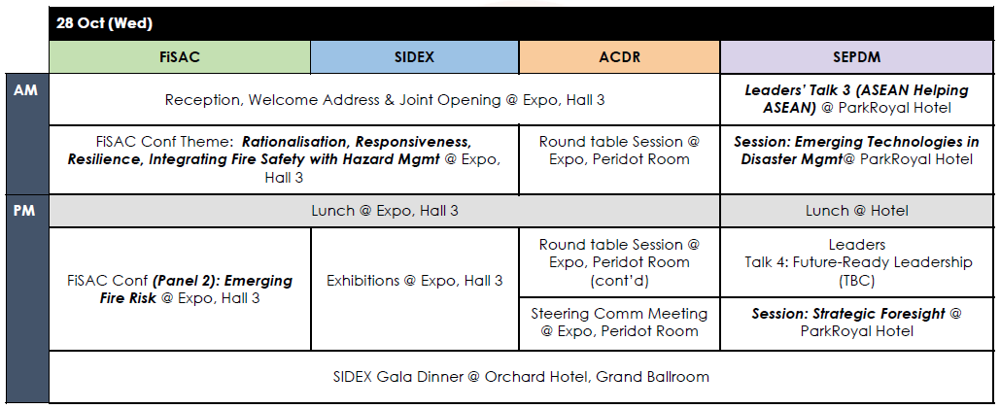 28 Oct (Wed)
FiSAC
SIDEX
ACDR
SEPDM
AM
Reception, Welcome Address & Joint Opening @ Expo, Hall 3
Leaders' Talk 3 (ASEAN Helping
ASEAN) @ ParkRoyal Hotel
FiSAC Conf Theme:  Rationalisation, Responsiveness,
Resilience, Integrating Fire Safety with Hazard Mgmt @ Expo,
Hall 3
Round table Session @
Expo, Peridot Room
Session: Emerging Technologies in
Disaster Mgmt@ ParkRoyal Hotel
PM
Lunch @ Expo, Hall 3
Lunch @ Hotel
FiSAC Conf (Panel 2): Emerging
Fire Risk @ Expo, Hall 3
Exhibitions @ Expo, Hall 3
Round table Session @
Expo, Peridot Room
(cont'd)
Leaders
Talk 4: Future-Ready Leadership
(TBC)
Steering Comm Meeting
@ Expo, Peridot Room
Session: Strategic Foresight @
ParkRoyal Hotel
SIDEX Gala Dinner @ Orchard Hotel, Grand Ballroom